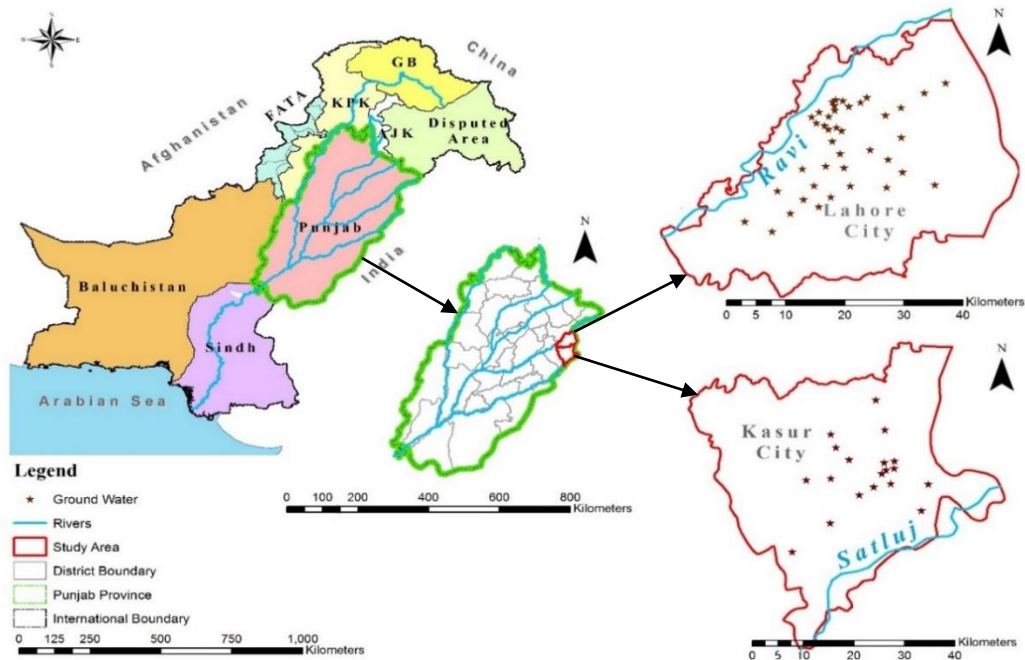 N
China
GB
Afghanistan
FATA
KPK
AJK
Disputed
Area
Punjab
India
Baluchistan
Sindh
Arabian Sea
Legend
Ground Water
Rivers
Study Area
District Boundary
Punjab Province
International Boundary
0 125 250 500 750 1,000
Kilometers
N
0 100 200 400 600 800
Kilometers
N
Ravi
Lahore
City
0 5 10 20 30 40
Kilometers
N
Kasur
City
Satluj
0 5 10 20 30 40
Kilometers